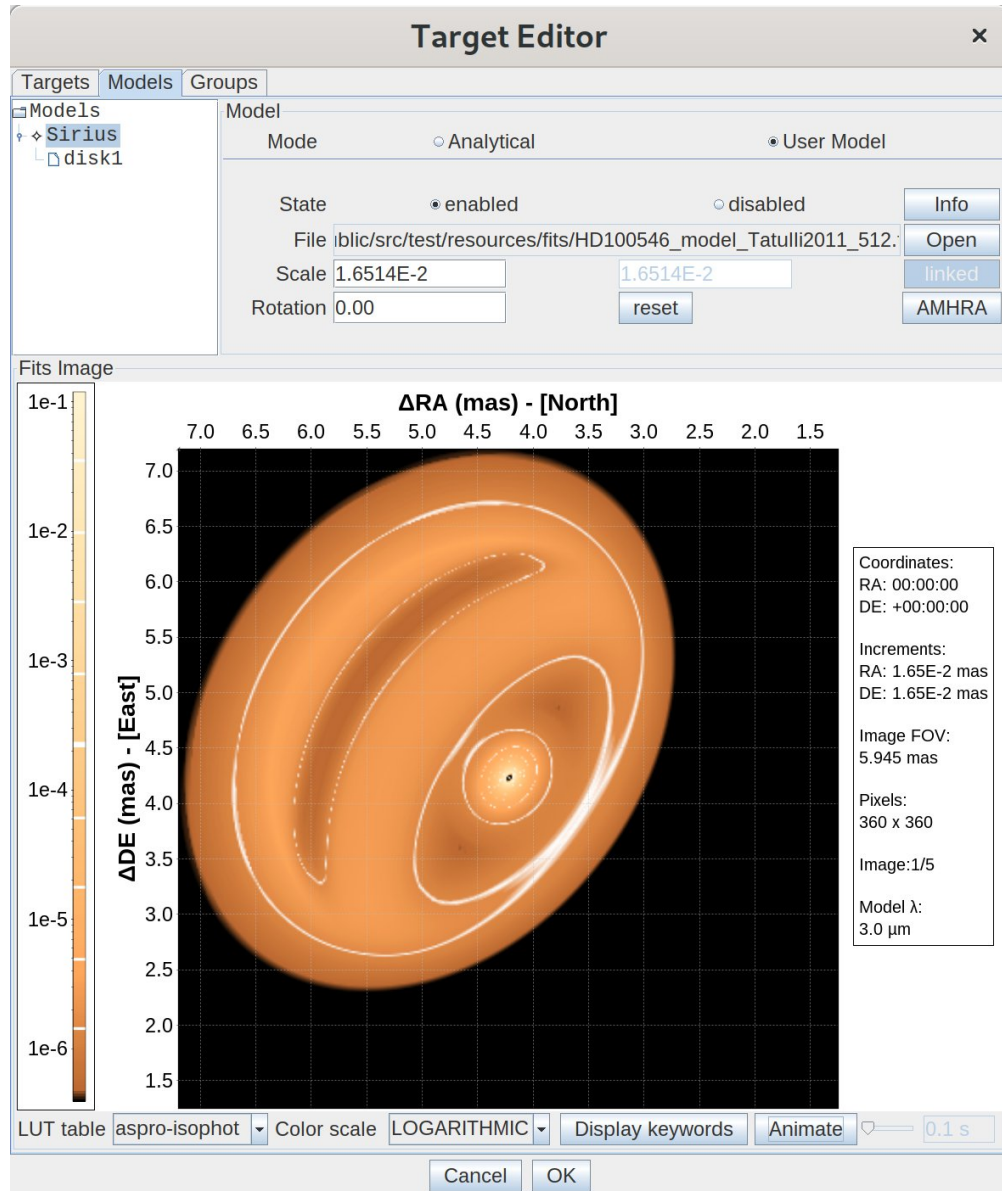 Target Editor ×
Targets Models Groups
Models
Sirius
disk1
Model
Mode Analytical User Model
State enabled disabled Info
File ıblic/src/test/resources/fits/HD100546_model_Tatulli2011_512. Open
Scale 1.6514E-2 1.6514E-2 linked
Rotation 0.00 reset AMHRA
Fits Image
1e-1
1e-2
1e-3
1e-4
1e-5
1e-6
ΔRA (mas) - [North]
7.0 6.5 6.0 5.5 5.0 4.5 4.0 3.5 3.0 2.5 2.0 1.5
ΔDE (mas) - [East]
7.0
6.5
6.0
5.5
5.0
4.5
4.0
3.5
3.0
2.5
2.0
1.5
Coordinates:
RA: 00:00:00
DE: +00:00:00
Increments:
RA: 1.65E-2 mas
DE: 1.65E-2 mas
Image FOV:
5.945 mas
Pixels:
360 x 360
Image:1/5
Model λ:
3.0 µm
LUT table aspro-isophot Color scale LOGARITHMIC Display keywords Animate 0.1 s
Cancel OK